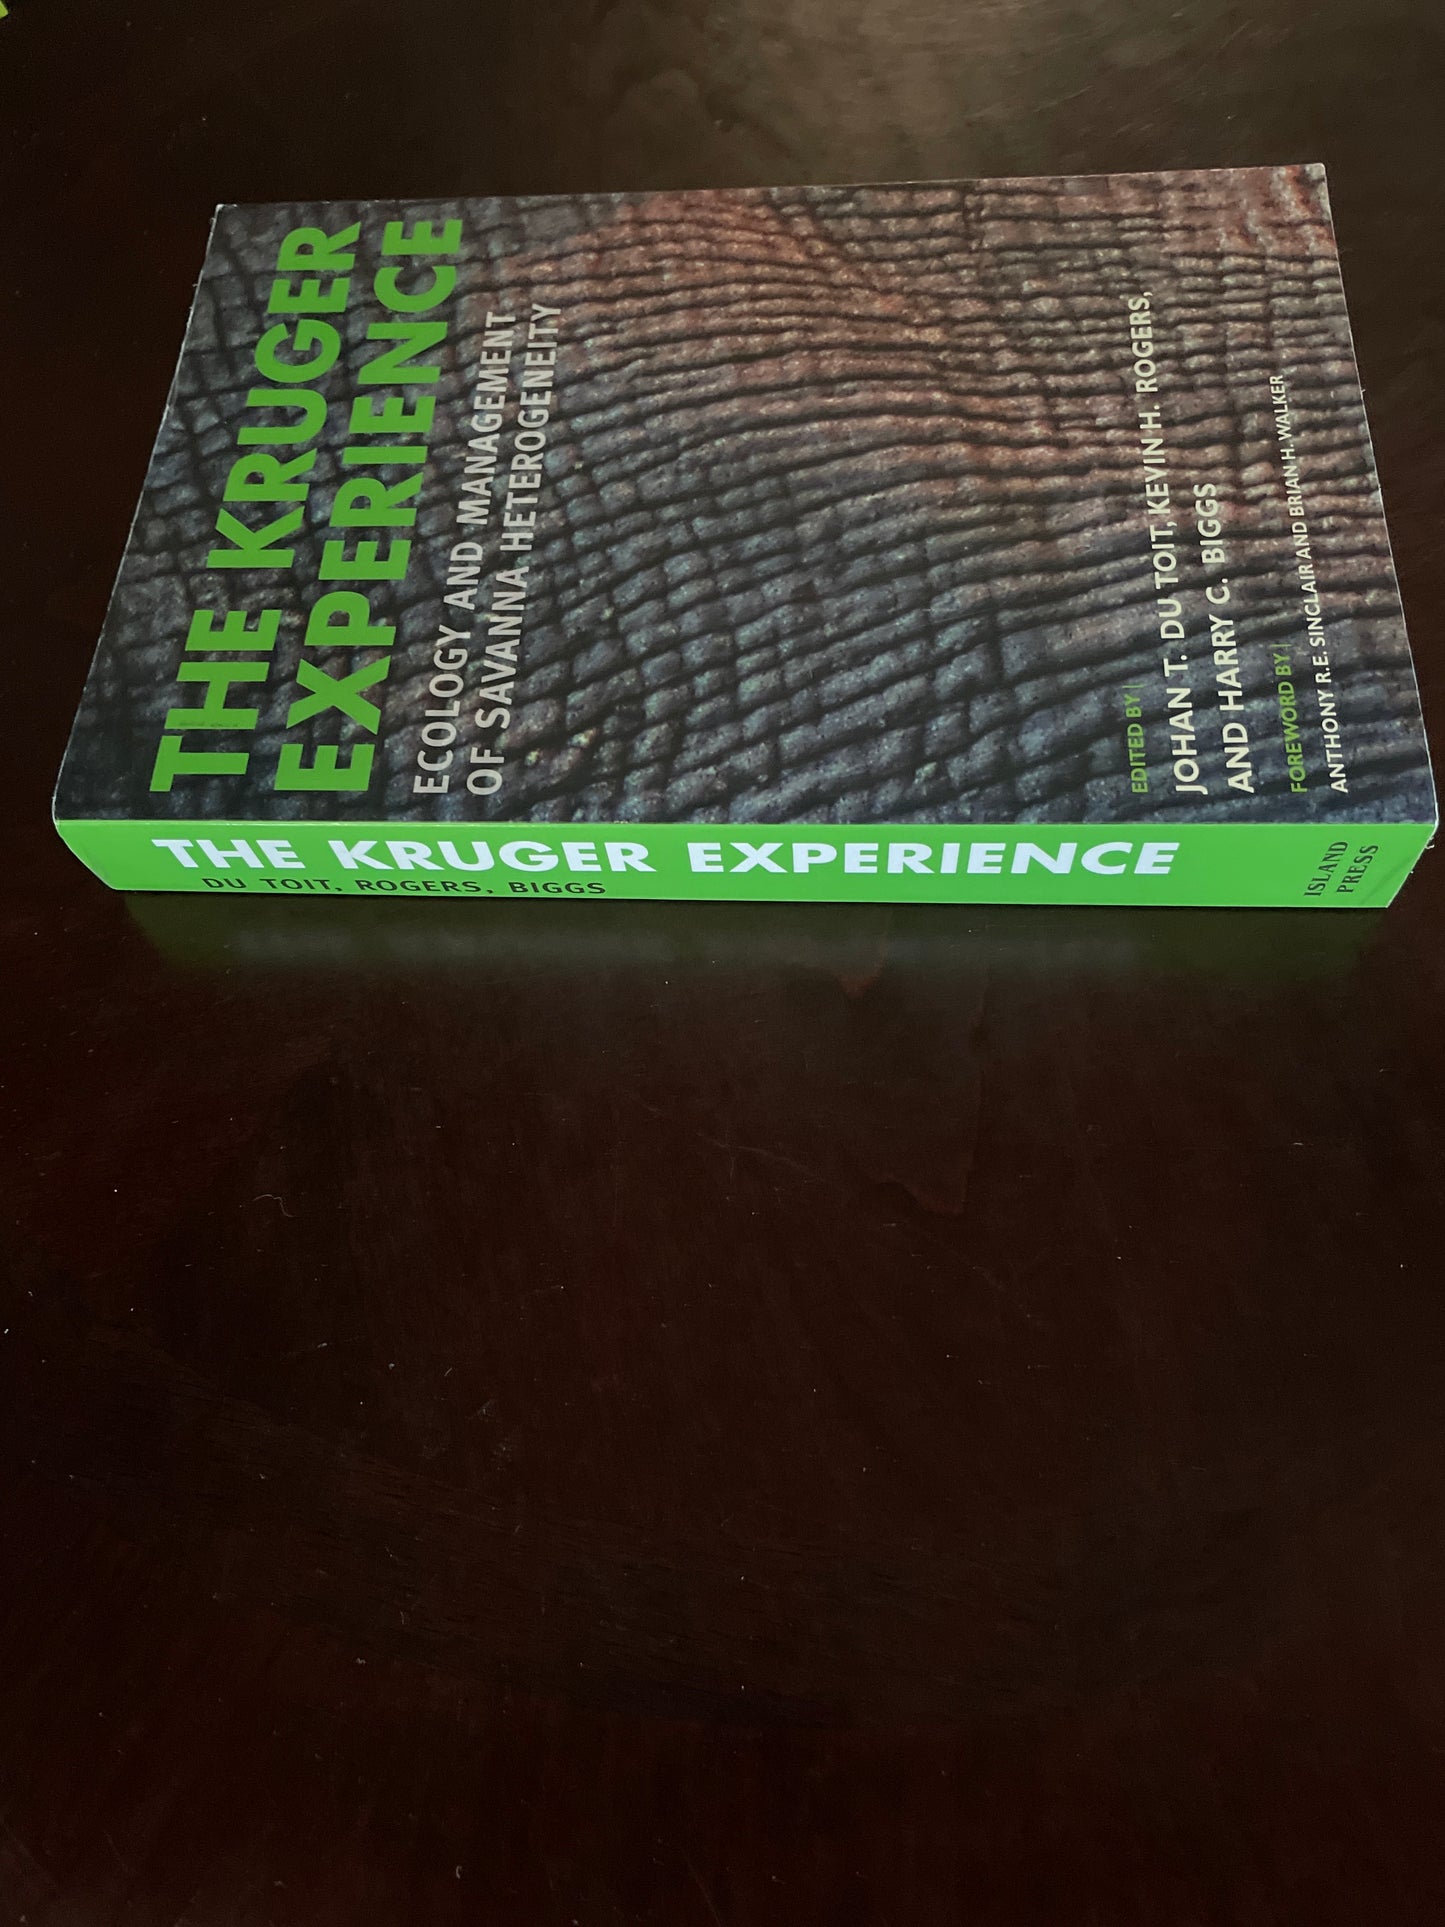 THE KRUGER
EXPERIENCE
ECOLOGY AND MANAGEMENT
OF SAVANNA HETEROGENEITY
EDITED BY |
JOHAN T. DU TOIT, KEVIN H. ROGERS,
AND HARRY C. BIGGS
FOREWORD BY |
ANTHONY R.E. SINCLAIR AND BRIAN H. WALKER
THE KRUGER EXPERIENCE
DU TOIT, ROGERS, BIGGS
ISLAND
PRESS